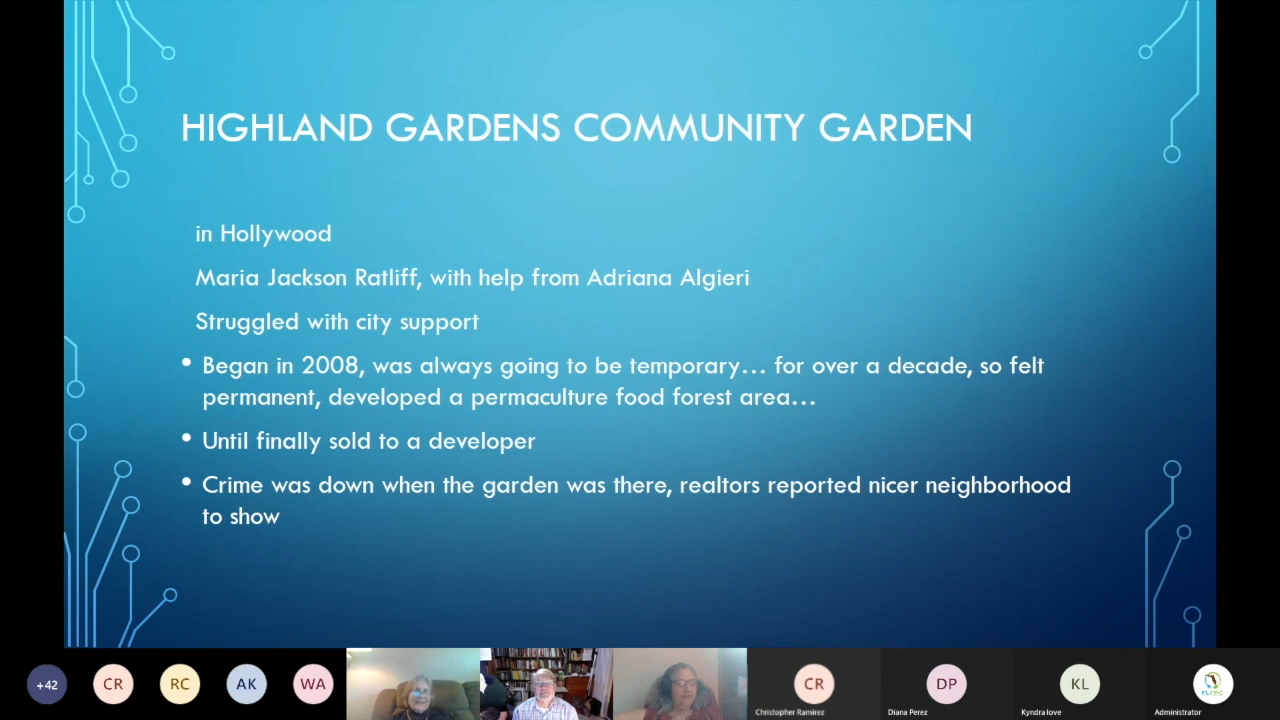 HIGHLAND GARDENS COMMUNITY GARDEN
in Hollywood
Maria Jackson Ratliff, with help from Adriana Algieri
Struggled with city support
• Began in 2008, was always going to be temporary… for over a decade, so felt
permanent, developed a permaculture food forest area…
• Until finally sold to a developer
• Crime was down when the garden was there, realtors reported nicer neighborhood
to show
+42
CR
RC
AK
WA
CR
Christopher Ramirez
DP
Diana Perez
KL
Kyndra love
FLFPC
Administrator